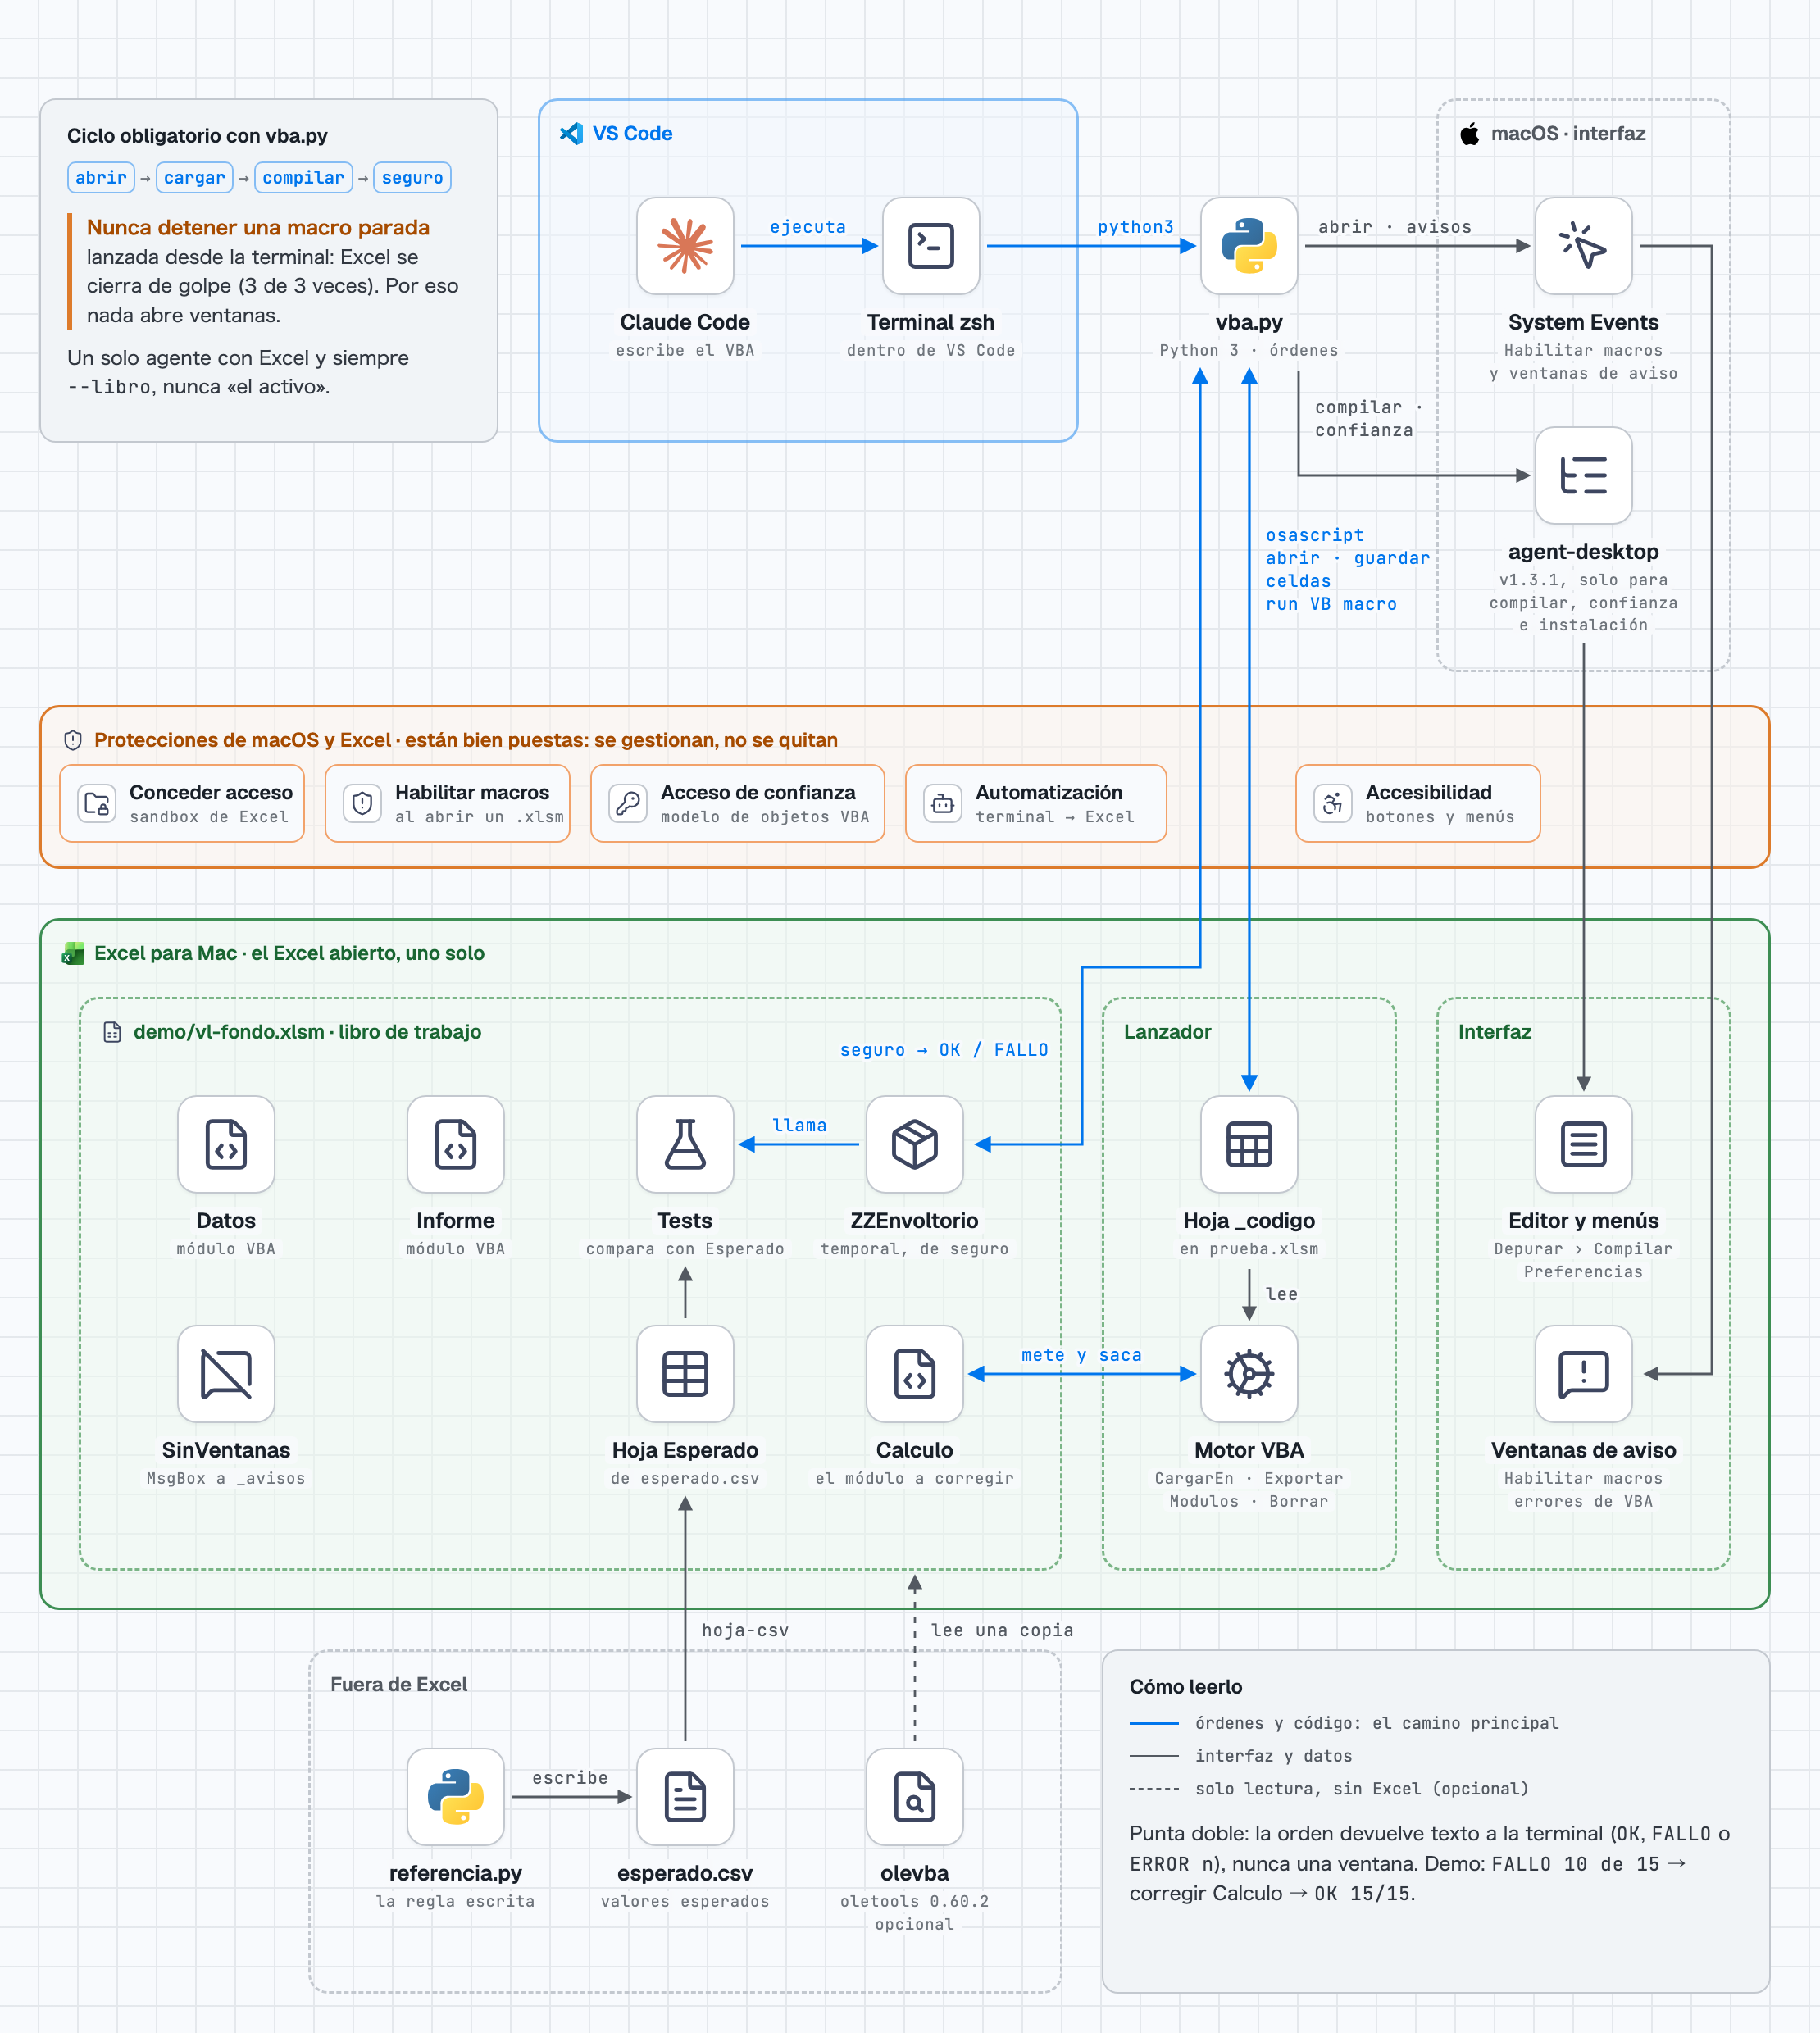 Ciclo obligatorio con vba.py
abrir → cargar → compilar → seguro
Nunca detener una macro parada
lanzada desde la terminal: Excel se
cierra de golpe (3 de 3 veces). Por eso
nada abre ventanas.
Un solo agente con Excel y siempre
--libro, nunca «el activo».
VS Code
Claude Code
escribe el VBA
ejecuta
Terminal zsh
dentro de VS Code
python3
vba.py
Python 3 · órdenes
abrir · avisos
macOS · interfaz
System Events
Habilitar macros
y ventanas de aviso
compilar ·
confianza
agent-desktop
v1.3.1, solo para
compilar, confianza
e instalación
osascript
abrir · guardar
celdas
run VB macro
Protecciones de macOS y Excel · están bien puestas: se gestionan, no se quitan
Conceder acceso
sandbox de Excel
Habilitar macros
al abrir un .xlsm
Acceso de confianza
modelo de objetos VBA
Automatización
terminal → Excel
Accesibilidad
botones y menús
Excel para Mac · el Excel abierto, uno solo
demo/vl-fondo.xlsm · libro de trabajo
seguro → OK / FALLO
Datos
módulo VBA
Informe
módulo VBA
Tests
compara con Esperado
llama
ZZEnvoltorio
temporal, de seguro
SinVentanas
MsgBox a _avisos
Hoja Esperado
de esperado.csv
Calculo
el módulo a corregir
mete y saca
Lanzador
Hoja _codigo
en prueba.xlsm
lee
Motor VBA
CargarEn · Exportar
Modulos · Borrar
Interfaz
Editor y menús
Depurar › Compilar
Preferencias
Ventanas de aviso
Habilitar macros
errores de VBA
hoja-csv
lee una copia
Fuera de Excel
referencia.py
la regla escrita
escribe
esperado.csv
valores esperados
olevba
oletools 0.60.2
opcional
Cómo leerlo
órdenes y código: el camino principal
interfaz y datos
solo lectura, sin Excel (opcional)
Punta doble: la orden devuelve texto a la terminal (OK, FALLO o
ERROR n), nunca una ventana. Demo: FALLO 10 de 15 →
corregir Calculo → OK 15/15.